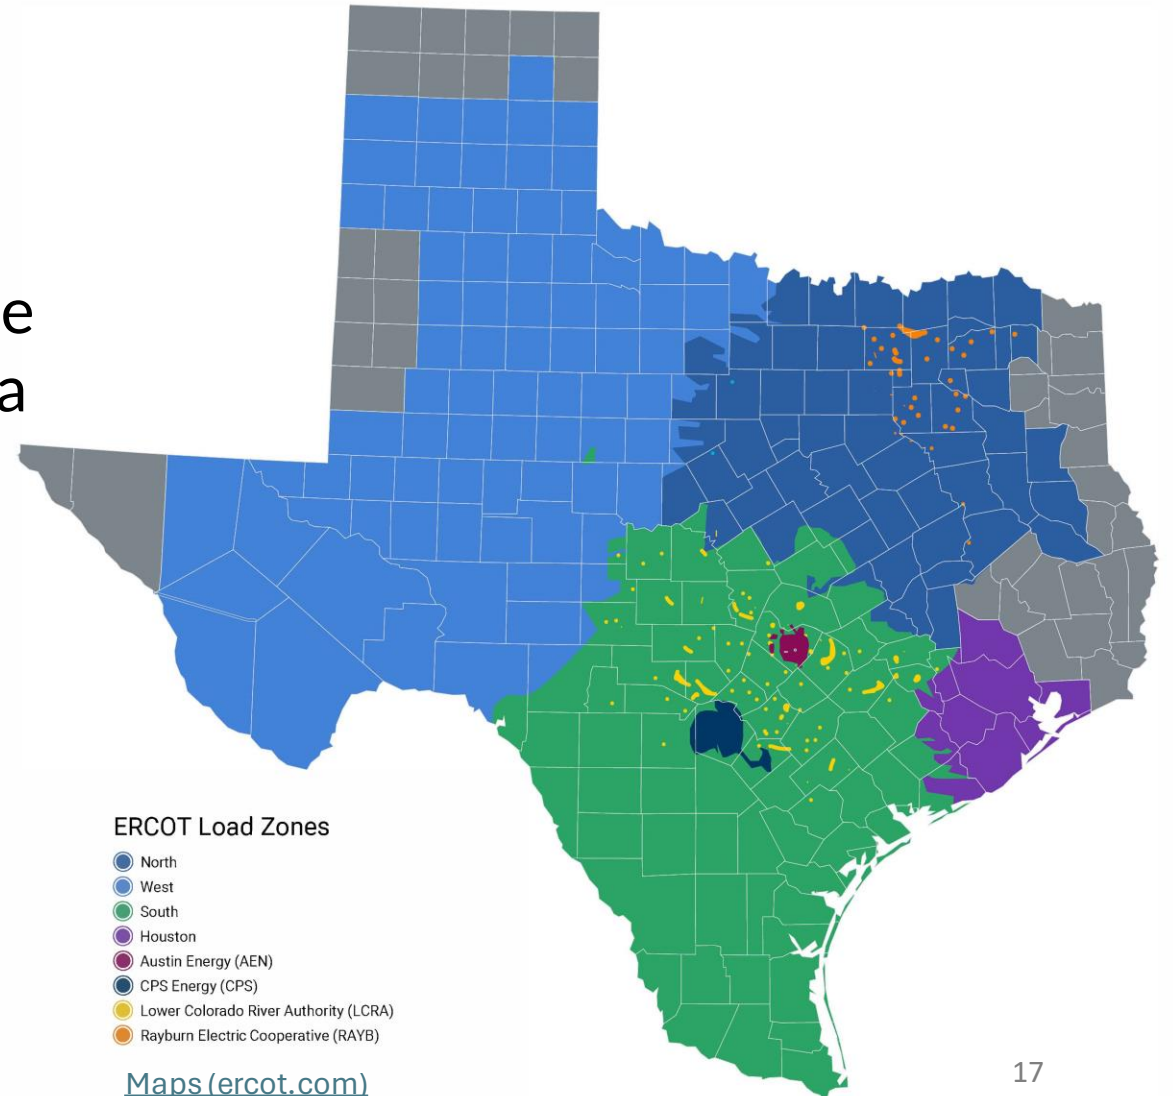 e
a
ERCOT Load Zones
North
West
South
Houston
Austin Energy (AEN)
CPS Energy (CPS)
Lower Colorado River Authority (LCRA)
Rayburn Electric Cooperative (RAYB)
Maps (ercot.com)
17